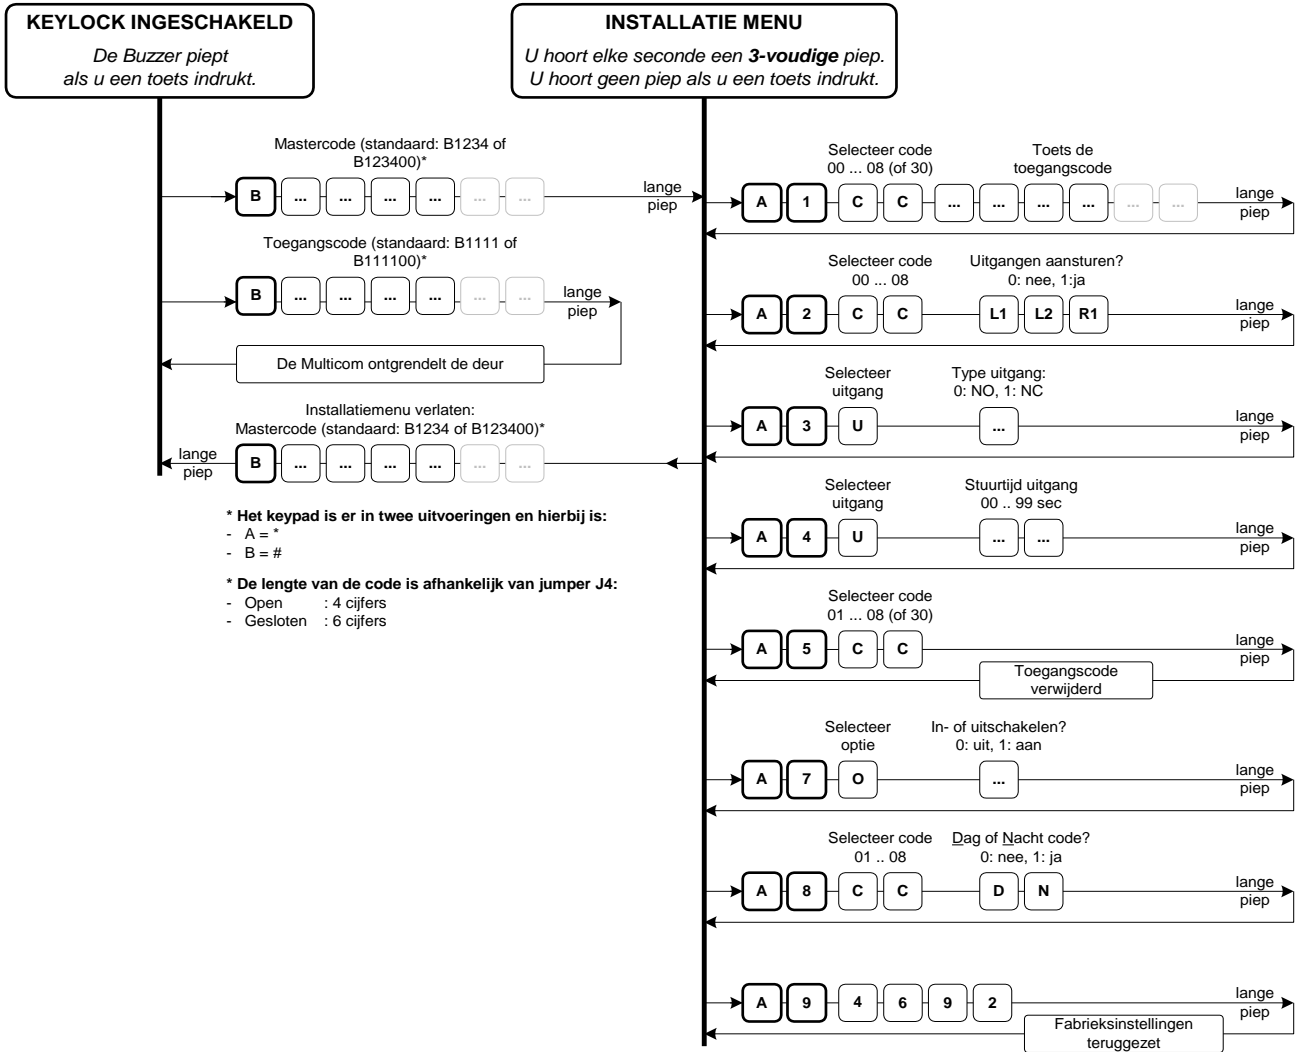 KEYLOCK INGESCHAKELD
De Buzzer piept
als u een toets indrukt.
Mastercode (standaard: B1234 of
B123400)*
B ... ... ... ... ... ...
lange
piep
Toegangscode (standaard: B1111 of
B111100)*
B ... ... ... ... ... ...
lange
piep
De Multicom ontgrendelt de deur
Installatiemenu verlaten:
Mastercode (standaard: B1234 of B123400)*
lange
piep
B ... ... ... ... ... ...
* Het keypad is er in twee uitvoeringen en hierbij is:
- A = *
- B = #
* De lengte van de code is afhankelijk van jumper J4:
- Open : 4 cijfers
- Gesloten : 6 cijfers
INSTALLATIE MENU
U hoort elke seconde een 3-voudige piep.
U hoort geen piep als u een toets indrukt.
Selecteer code
00 ... 08 (of 30)
Toets de
toegangscode
A 1 C C ... ... ... ... ... ...
lange
piep
Selecteer code
00 ... 08
Uitgangen aansturen?
0: nee, 1:ja
A 2 C C L1 L2 R1
lange
piep
Selecteer
uitgang
Type uitgang:
0: NO, 1: NC
A 3 U ...
lange
piep
Selecteer
uitgang
Stuurtijd uitgang
00 .. 99 sec
A 4 U ... ...
lange
piep
Selecteer code
01 ... 08 (of 30)
A 5 C C
lange
piep
Toegangscode
verwijderd
Selecteer
optie
In- of uitschakelen?
0: uit, 1: aan
A 7 O ...
lange
piep
Selecteer code
01 .. 08
Dag of Nacht code?
0: nee, 1: ja
A 8 C C D N
lange
piep
A 9 4 6 9 2
lange
piep
Fabrieksinstellingen
teruggezet